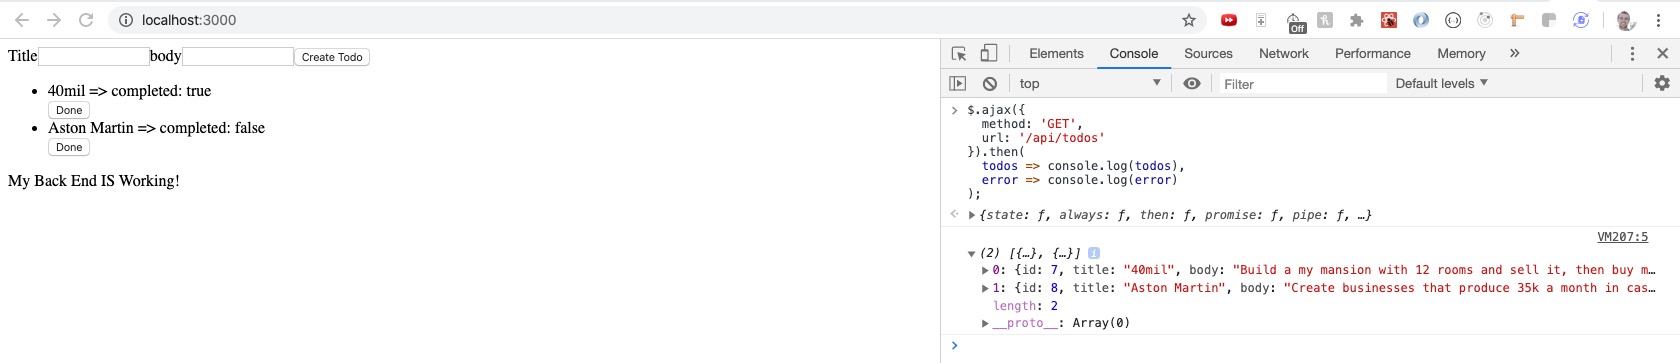 localhost:3000
Off
Title body Create Todo
40mil => completed: true
Done
Aston Martin => completed: false
Done
My Back End IS Working!
Elements Console Sources Network Performance Memory »
top Filter Default levels
> $.ajax({
method: 'GET',
url: '/api/todos'
}).then(
todos => console.log(todos),
error => console.log(error)
);
{state: ƒ, always: ƒ, then: ƒ, promise: ƒ, pipe: ƒ, …}
VM207:5
(2) [{…}, {…}] i
0: {id: 7, title: "40mil", body: "Build a my mansion with 12 rooms and sell it, then buy m…
1: {id: 8, title: "Aston Martin", body: "Create businesses that produce 35k a month in cas…
length: 2
__proto__: Array(0)
>